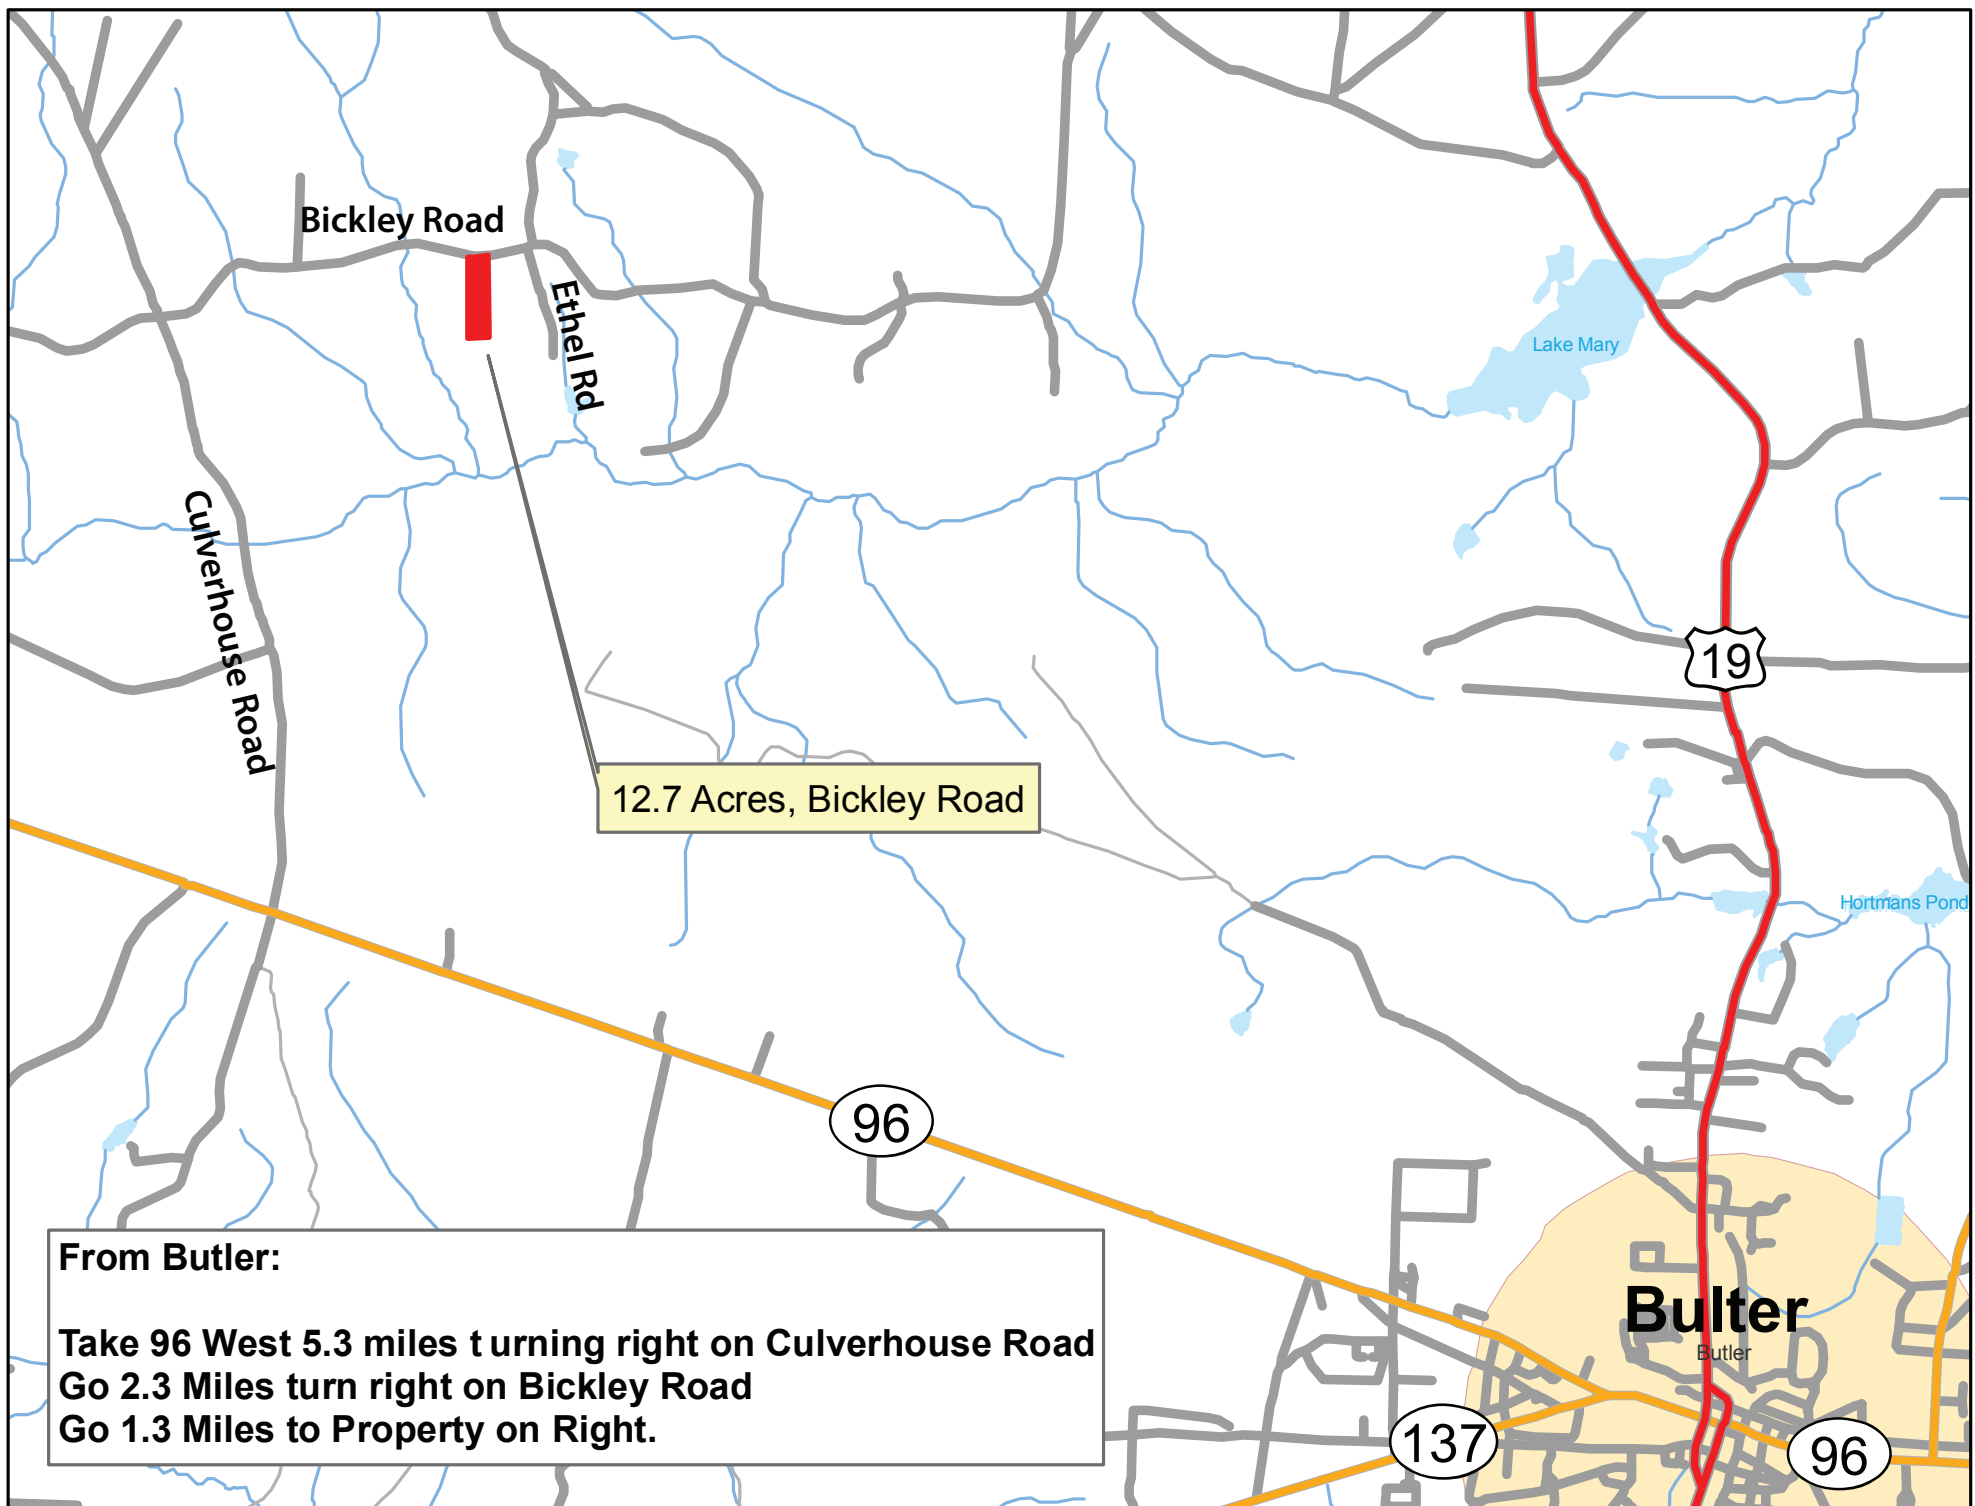 Bickley Road
Ethel Rd
Lake Mary
Culverhouse Road
19
12.7 Acres, Bickley Road
Hortmans Pond
96
From Butler:
Take 96 West 5.3 miles turning right on Culverhouse Road
Go 2.3 Miles turn right on Bickley Road
Go 1.3 Miles to Property on Right.
Bulter
Butler
137
96